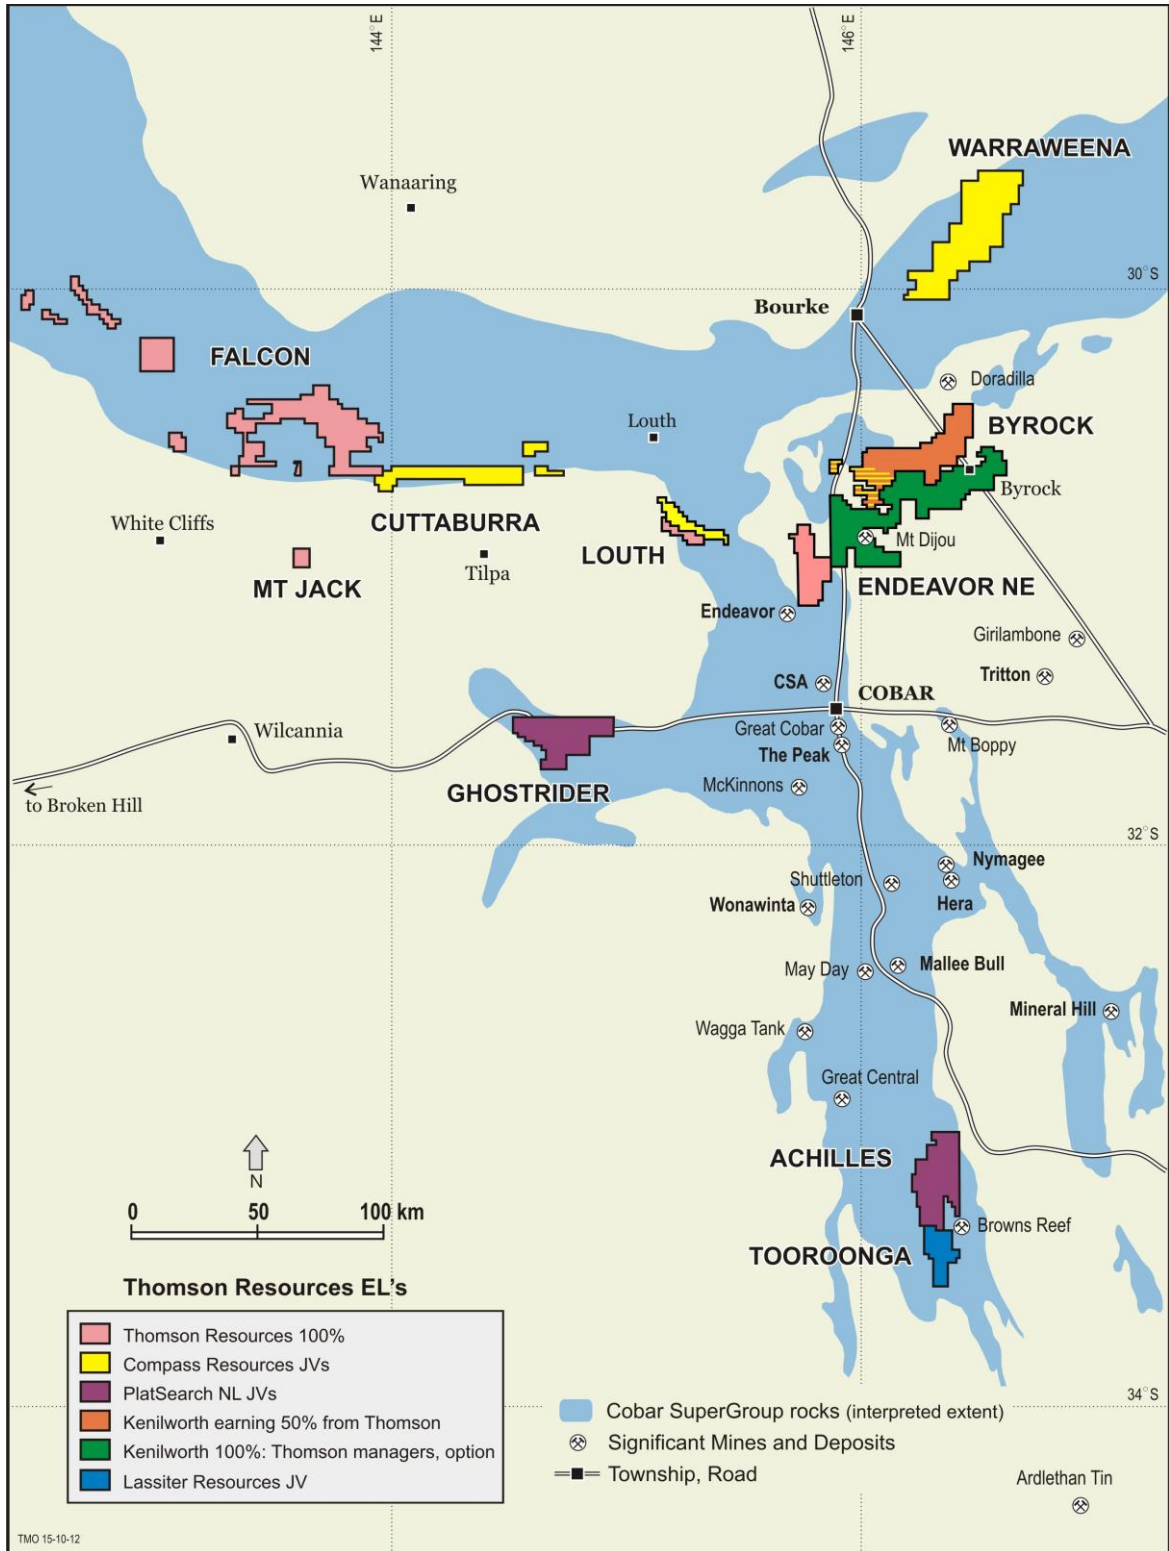 144°E
146°E
WARRAWEENA
Wanaaring
30°S
Bourke
FALCON
Doradilla
BYROCK
Louth
Byrock
White Cliffs
CUTTABURRA
Mt Dijou
LOUTH
Tilpa
MT JACK
ENDEAVOR NE
Endeavor
Girilambone
Tritton
CSA
COBAR
Wilcannia
Great Cobar
Mt Boppy
The Peak
McKinnons
GHOSTRIDER
to Broken Hill
32°S
Nymagee
Shuttleton
Hera
Wonawinta
Mallee Bull
May Day
Mineral Hill
Wagga Tank
Great Central
ACHILLES
N
0 50 100 km
Browns Reef
TOOROONGA
Thomson Resources EL's
Thomson Resources 100%
Compass Resources JVs
PlatSearch NL JVs
Kenilworth earning 50% from Thomson
Kenilworth 100%: Thomson managers, option
Lassiter Resources JV
34°S
Cobar SuperGroup rocks (interpreted extent)
Significant Mines and Deposits
Township, Road
Ardlethan Tin
TMO 15-10-12